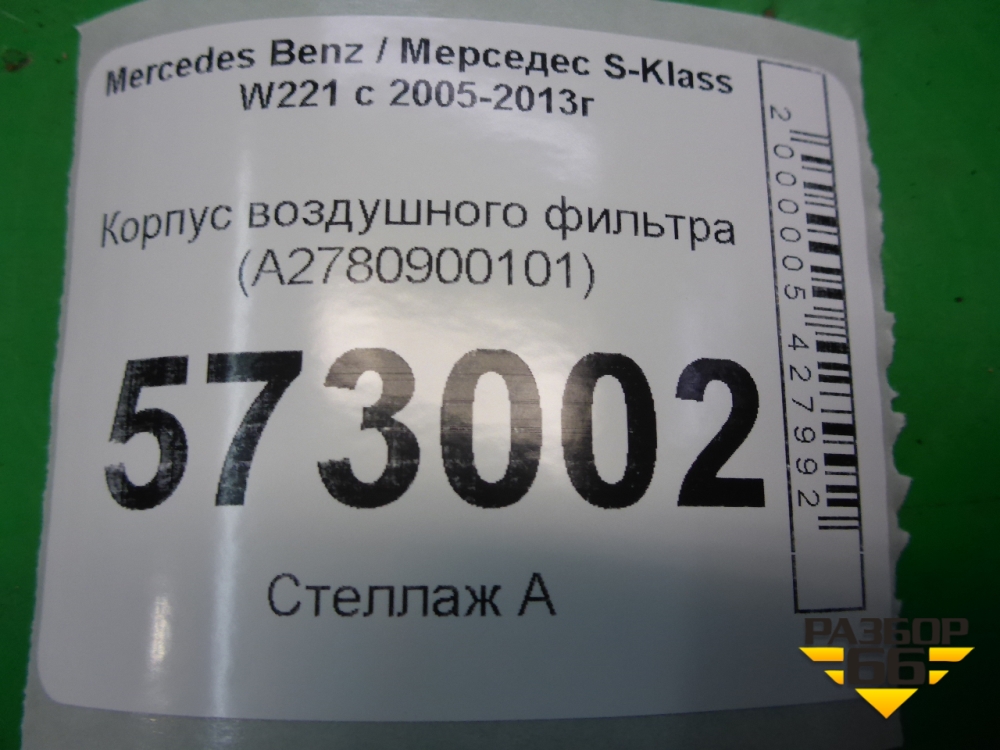 Mercedes Benz / Мерседес S-Klass
W221 с 2005-2013г
Корпус воздушного фильтра
(A2780900101)
573002
Стеллаж А
2000005427992
РАЗБОР
66